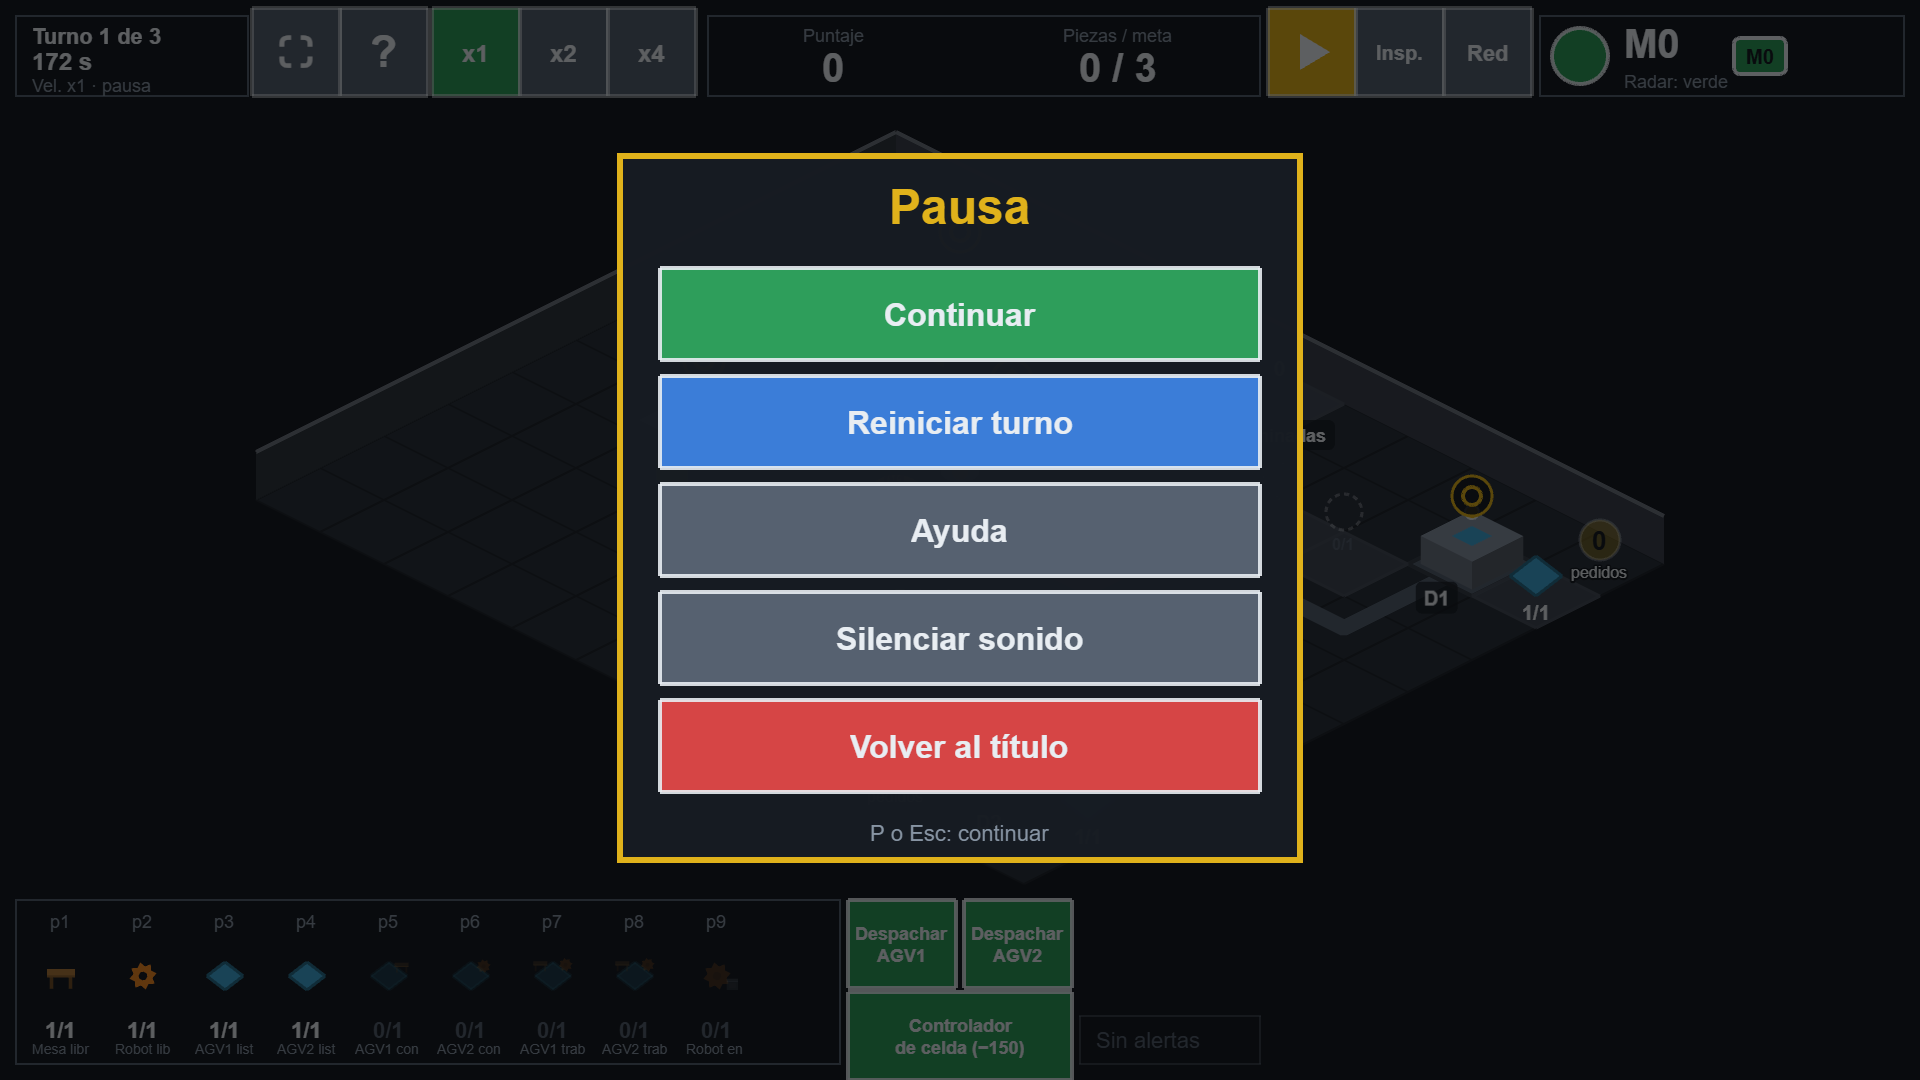 Turno 1 de 3
172 s
Vel. x1 · pausa
?
x1
x2
x4
Puntaje
0
Piezas / meta
0 / 3
Insp.
Red
M0
Radar: verde
M0
Pausa
Continuar
Reiniciar turno
Ayuda
Silenciar sonido
Volver al título
P o Esc: continuar
das
0/1
D1
0
pedidos
1/1
p1
p2
p3
p4
p5
p6
p7
p8
p9
1/1
1/1
1/1
1/1
0/1
0/1
0/1
0/1
0/1
Mesa libr
Robot lib
AGV1 list
AGV2 list
AGV1 con
AGV2 con
AGV1 trab
AGV2 trab
Robot en
Despachar
AGV1
Despachar
AGV2
Controlador
de celda (−150)
Sin alertas